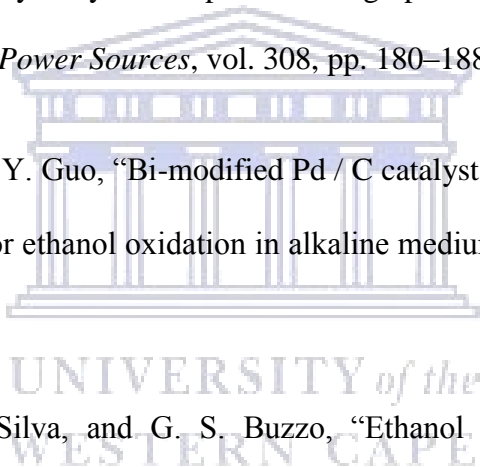 Power Sources, vol. 308, pp. 180–188
Y. Guo, “Bi-modified Pd / C catalyst
or ethanol oxidation in alkaline medium
UNIVERSITY of the
Silva, and G. S. Buzzo, “Ethanol
WESTERN CAPE